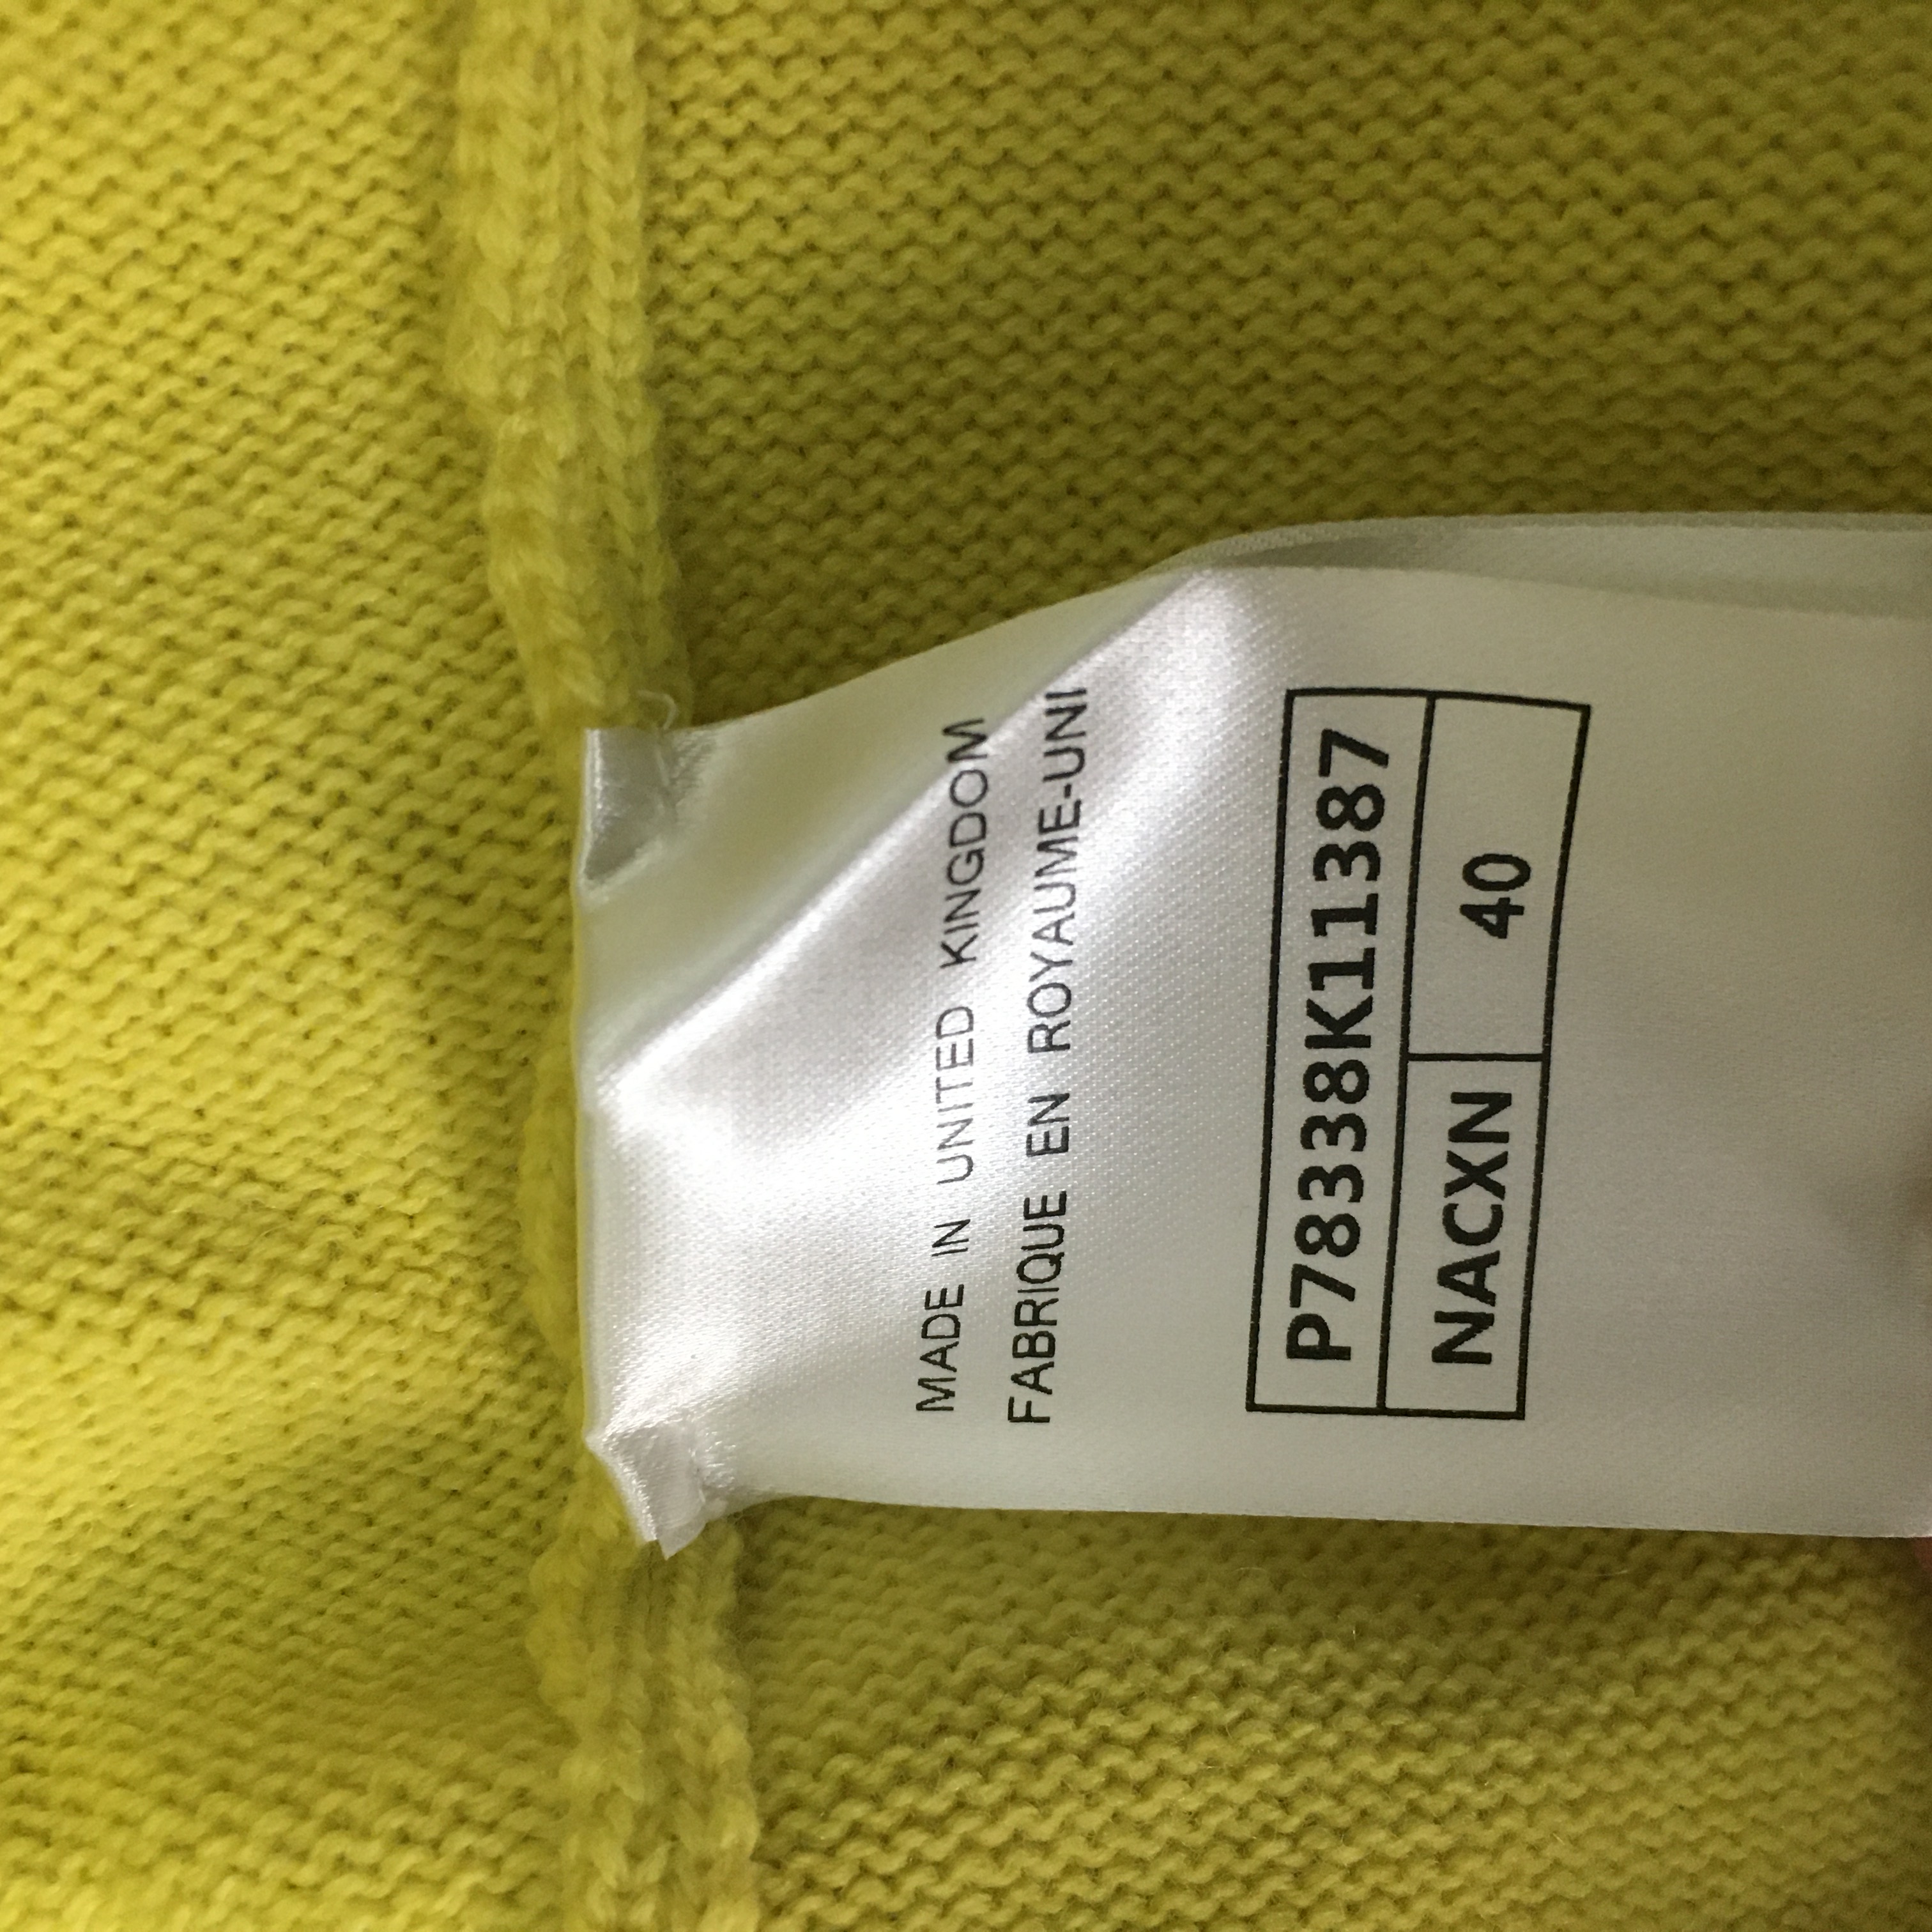 MADE IN UNITED KINGDOM
FABRIQUE EN ROYAUME-UNI
P78338K11387
NACXN 40